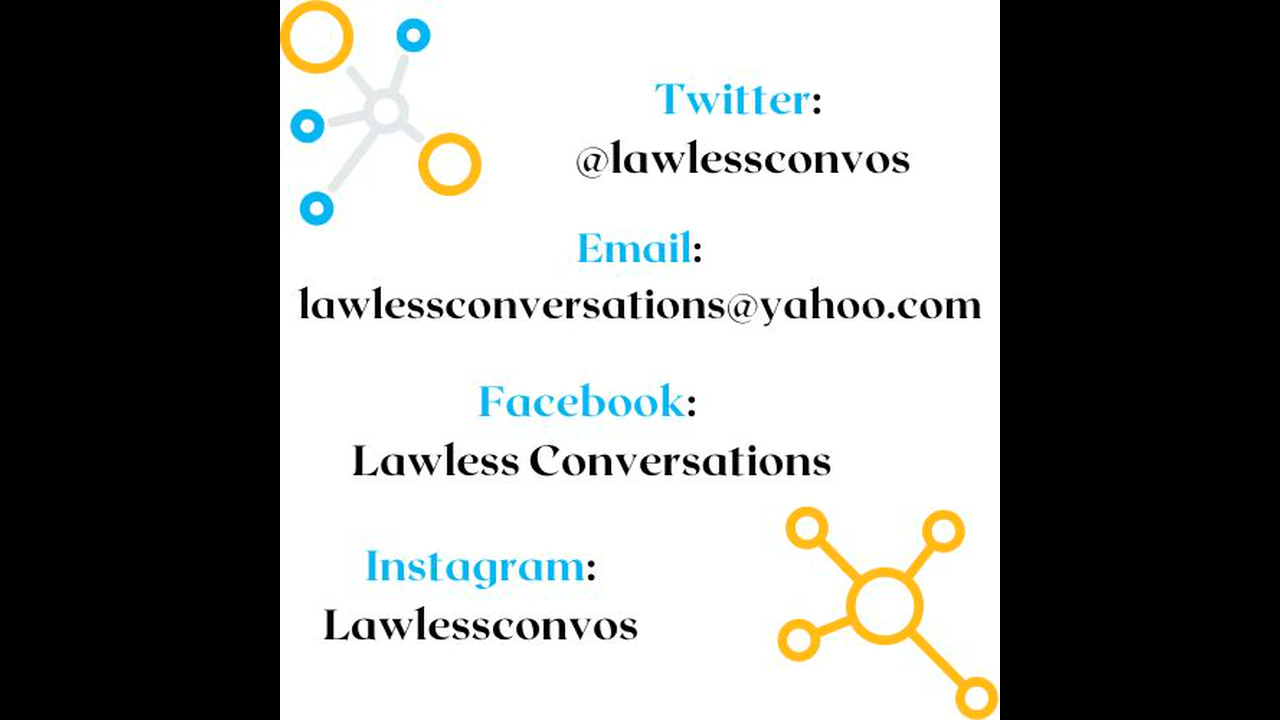 Twitter:
@lawlessconvos
Email:
lawlessconversations@yahoo.com
Facebook:
Lawless Conversations
Instagram:
Lawlessconvos